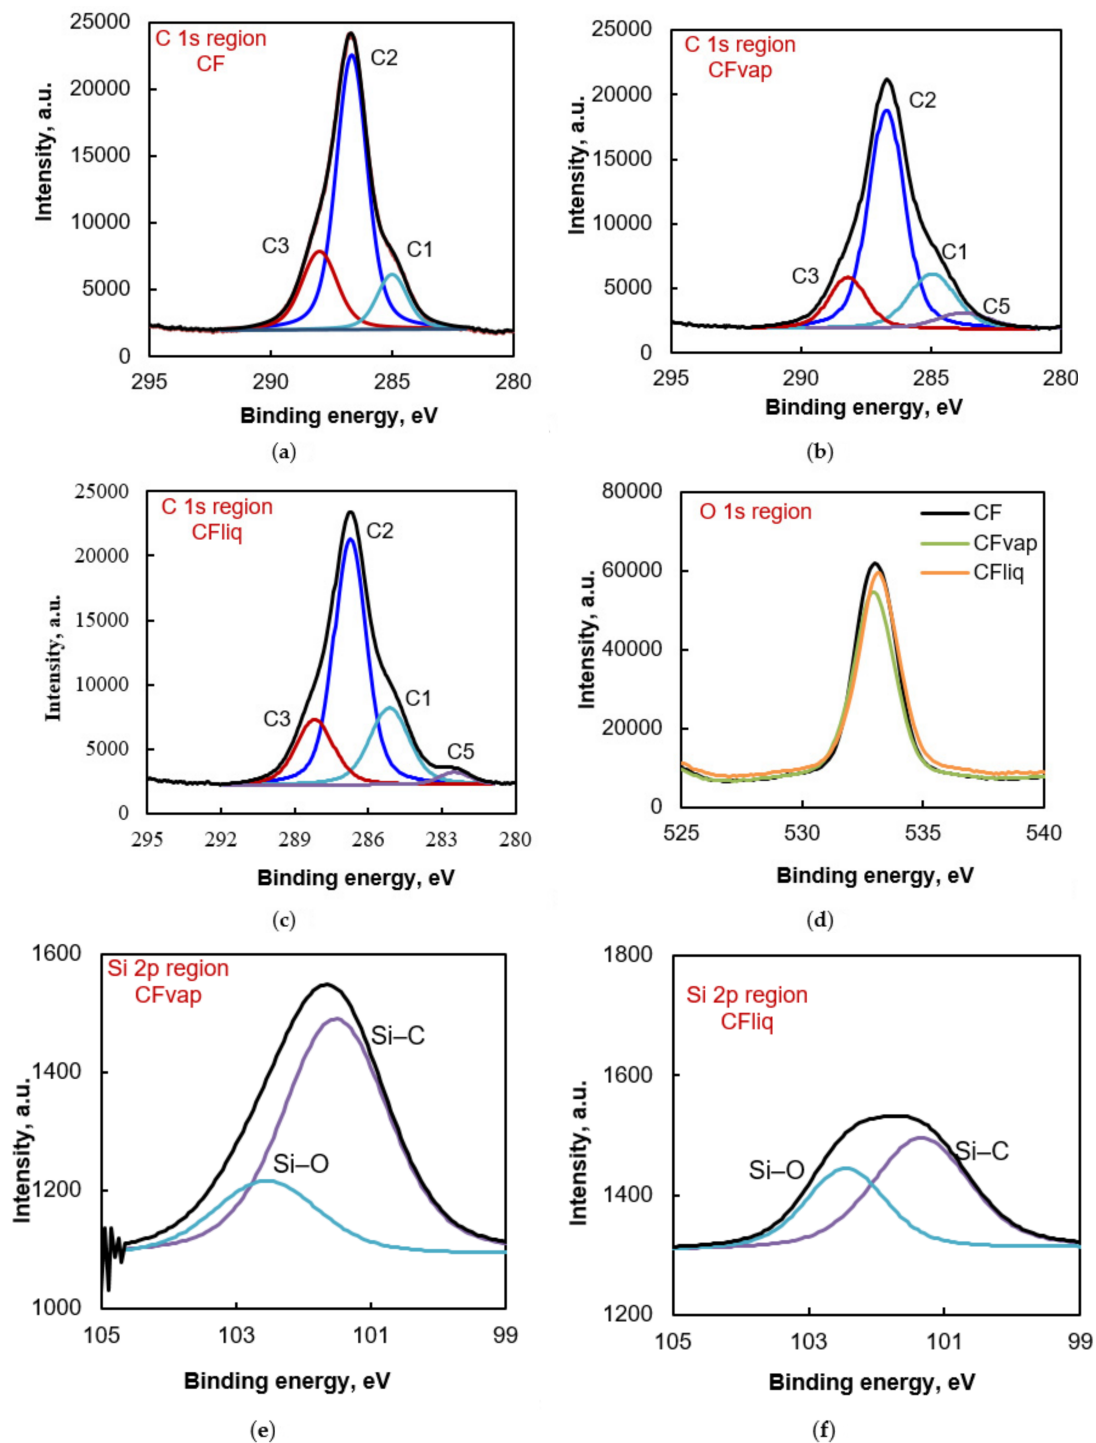 C 1s region
CF
25000
20000
15000
10000
5000
0
Intensity, a.u.
C2
C3
C1
295
290
285
280
Binding energy, eV
(a)
C 1s region
CFvap
25000
20000
15000
10000
5000
0
Intensity, a.u.
C2
C1
C3
C5
295
290
285
280
Binding energy, eV
(b)
C 1s region
CFliq
25000
20000
15000
10000
5000
0
Intensity, a.u.
C2
C1
C3
C5
295
292
289
286
283
280
Binding energy, eV
(c)
O 1s region
CF
CFvap
CFliq
80000
60000
40000
20000
0
Intensity, a.u.
525
530
535
540
Binding energy, eV
(d)
Si 2p region
CFvap
1600
1400
1200
1000
Intensity, a.u.
Si–C
Si–O
105
103
101
99
Binding energy, eV
(e)
Si 2p region
CFliq
1800
1600
1400
1200
Intensity, a.u.
Si–O
Si–C
105
103
101
99
Binding energy, eV
(f)